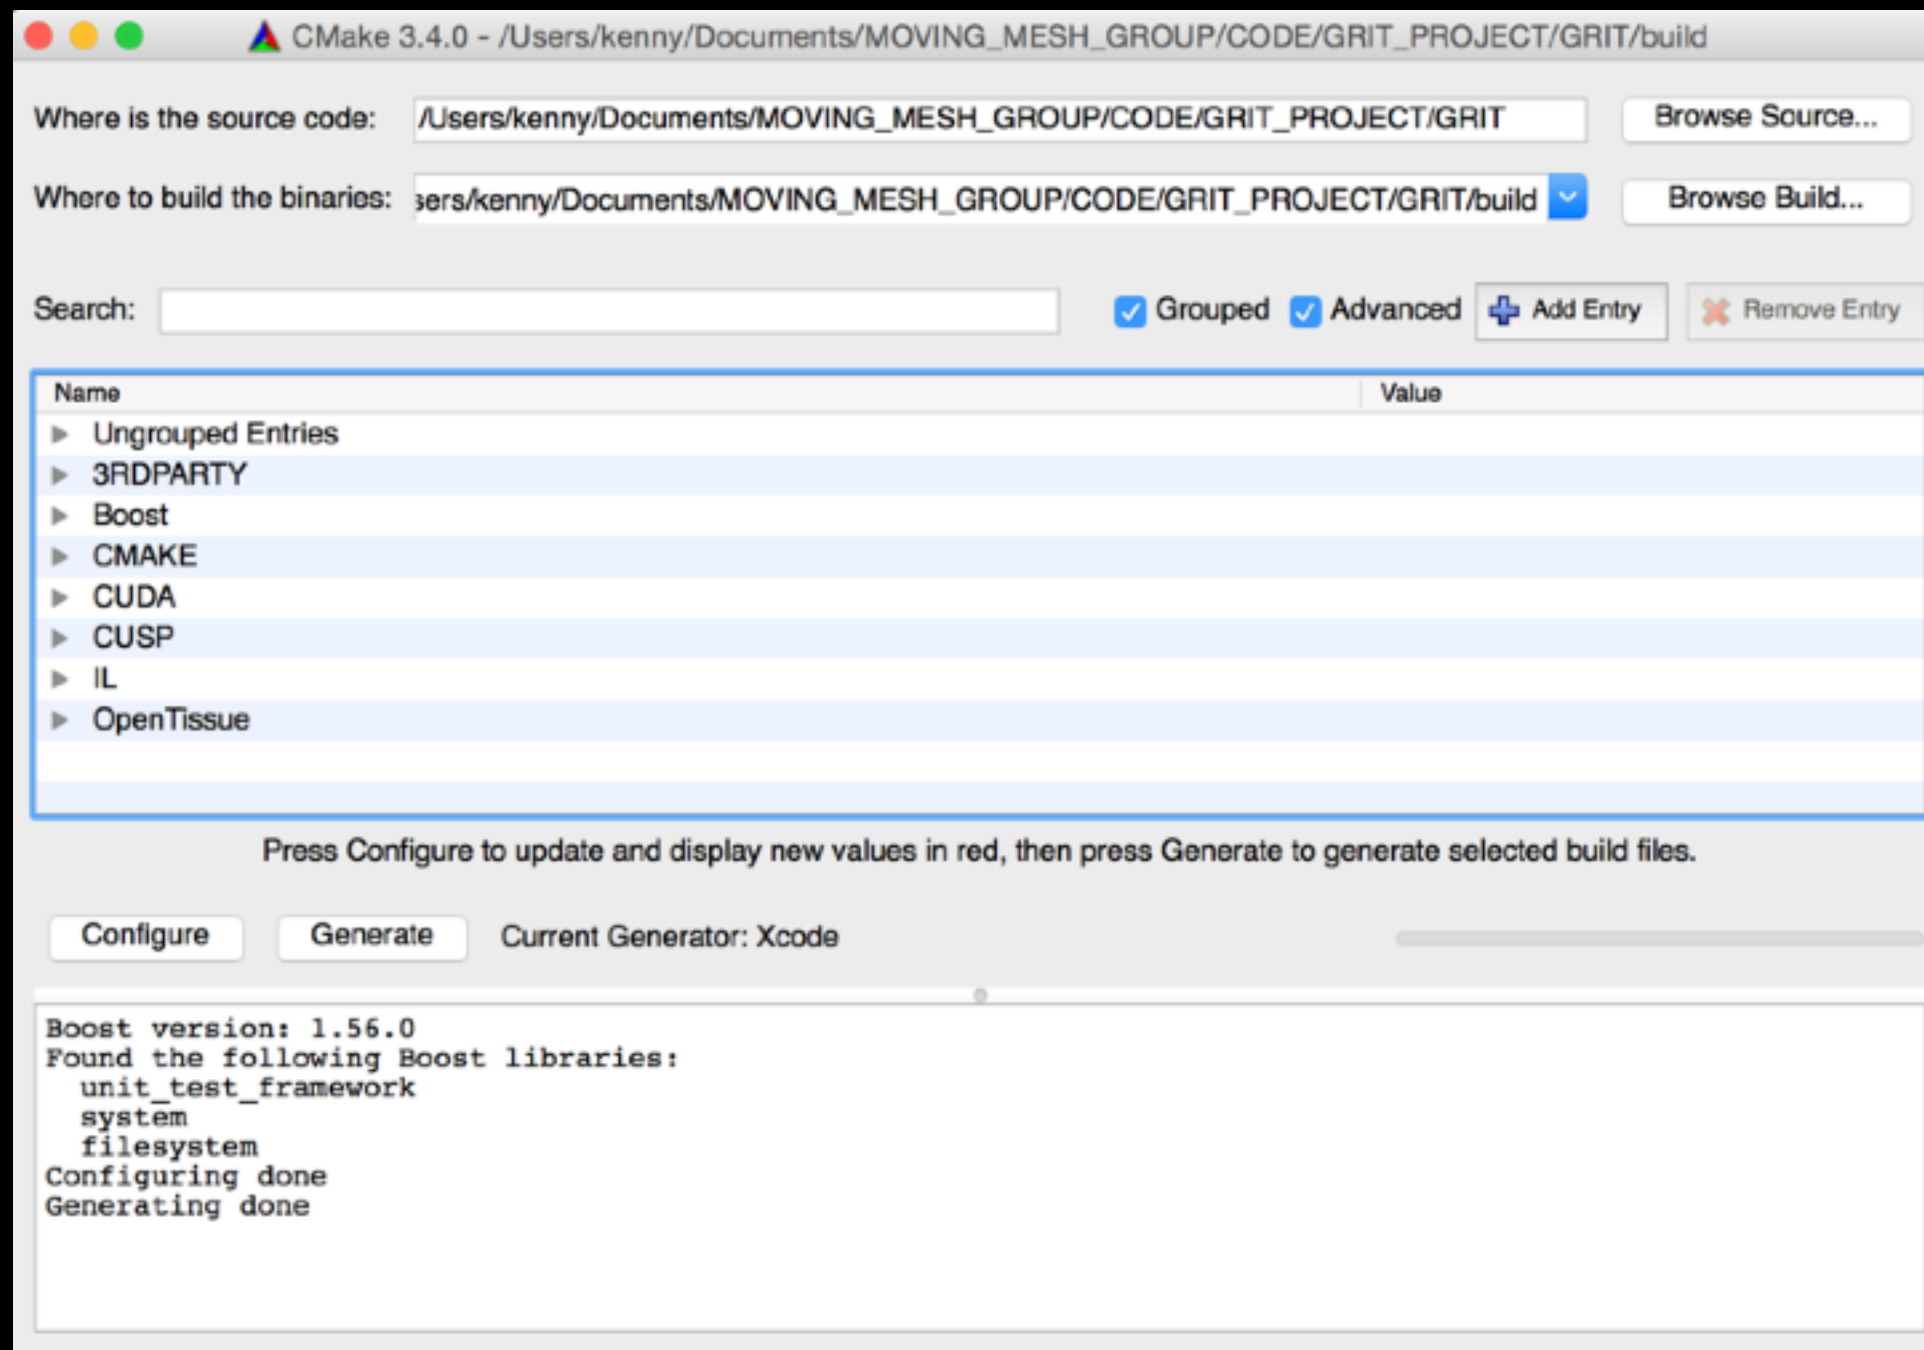 CMake 3.4.0 - /Users/kenny/Documents/MOVING_MESH_GROUP/CODE/GRIT_PROJECT/GRIT/build
Where is the source code: /Users/kenny/Documents/MOVING_MESH_GROUP/CODE/GRIT_PROJECT/GRIT Browse Source...
Where to build the binaries: sers/kenny/Documents/MOVING_MESH_GROUP/CODE/GRIT_PROJECT/GRIT/build Browse Build...
Search: Grouped Advanced Add Entry Remove Entry
Name Value
Ungrouped Entries
3RDPARTY
Boost
CMAKE
CUDA
CUSP
IL
OpenTissue
Press Configure to update and display new values in red, then press Generate to generate selected build files.
Configure Generate Current Generator: Xcode
Boost version: 1.56.0
Found the following Boost libraries:
unit_test_framework
system
filesystem
Configuring done
Generating done